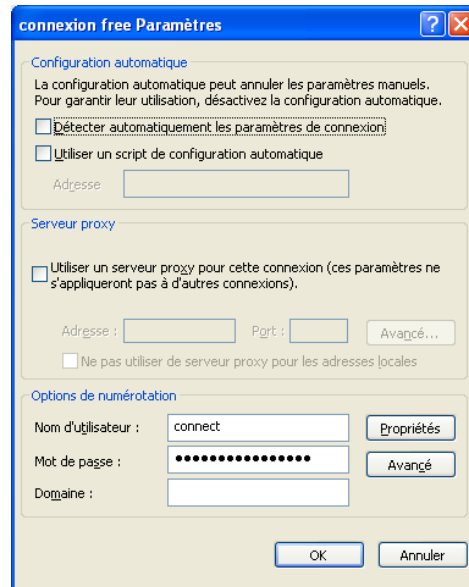 connexion free Paramètres
Configuration automatique
La configuration automatique peut annuler les paramètres manuels.
Pour garantir leur utilisation, désactivez la configuration automatique.
Détecter automatiquement les paramètres de connexion
Utiliser un script de configuration automatique
Adresse
Serveur proxy
Utiliser un serveur proxy pour cette connexion (ces paramètres ne
s'appliqueront pas à d'autres connexions).
Adresse : Port : Avancé...
Ne pas utiliser de serveur proxy pour les adresses locales
Options de numérotation
Nom d'utilisateur : connect Propriétés
Mot de passe : •••••••••••••••• Avancé
Domaine :
OK Annuler